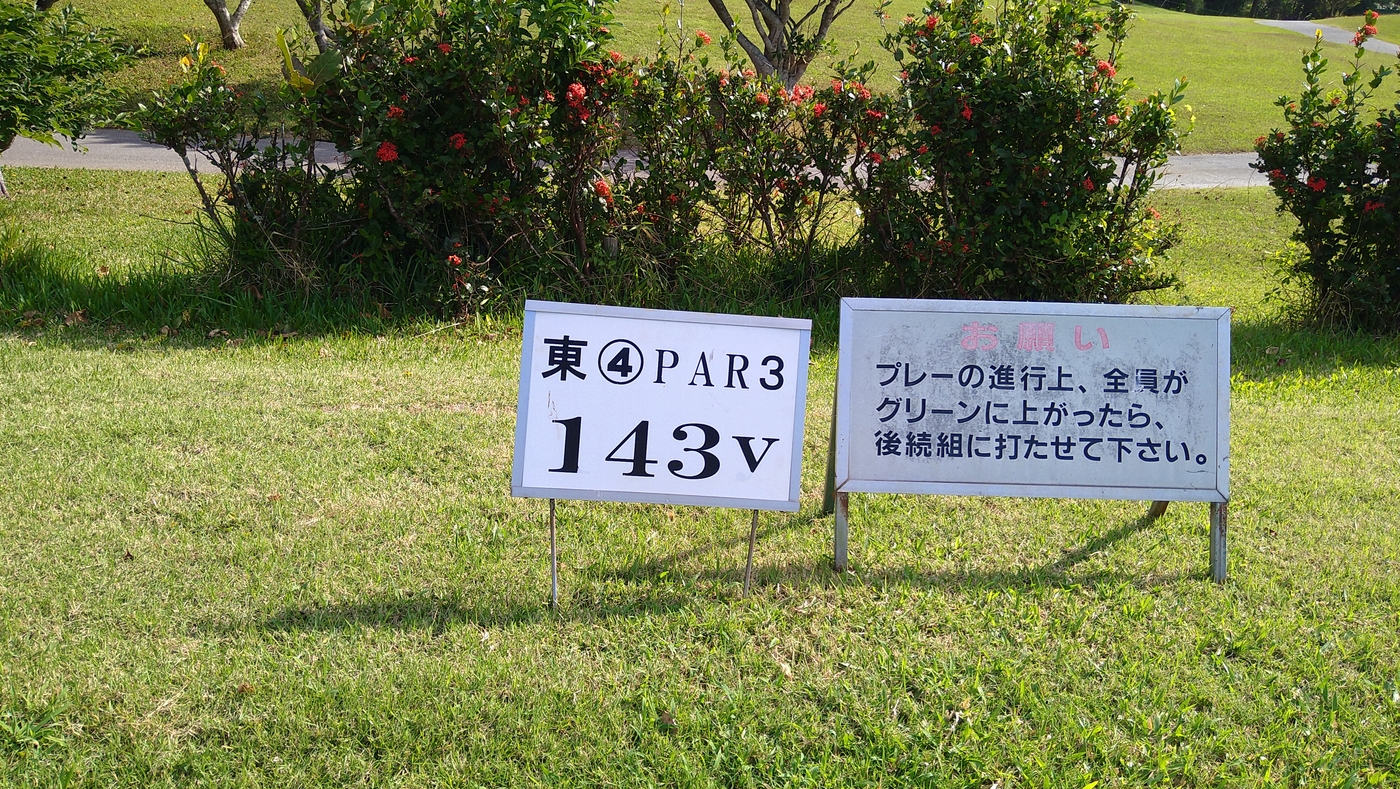 東④PAR3
143v
お願い
プレーの進行上、全員が
グリーンに上がったら、
後続組に打たせて下さい。